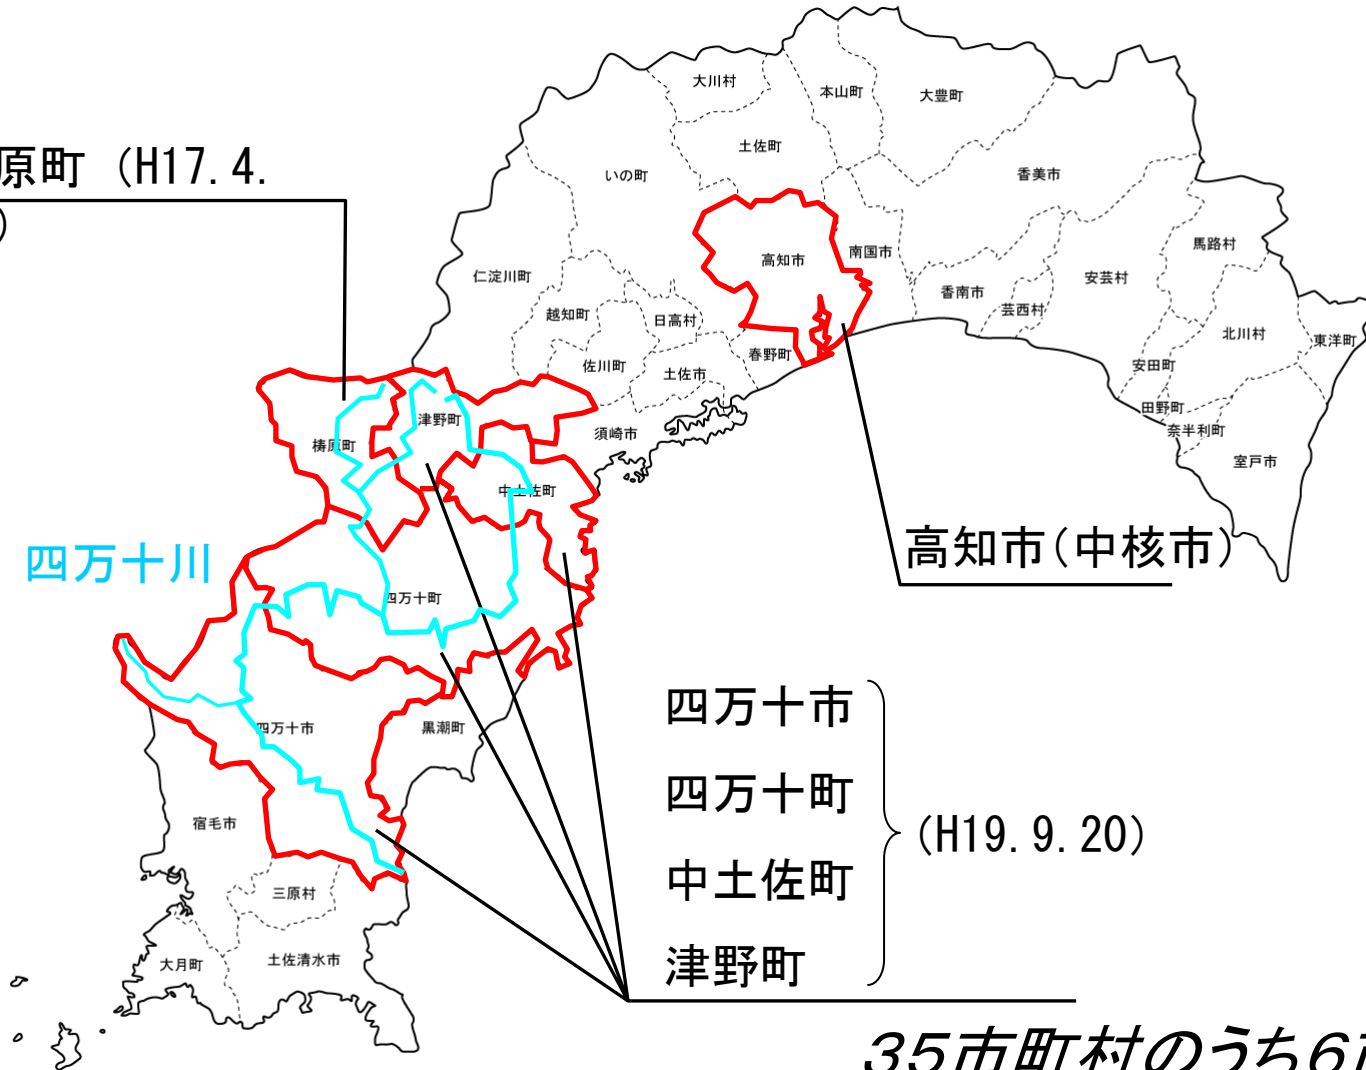 大川村
本山町
大豊町
土佐町
いの町
香美市
原町（H17.4.
）
高知市
南国市
馬路村
仁淀川町
安芸村
香南市
芸西村
越知町
日高村
北川村
東洋町
春野町
佐川町
土佐市
安田町
田野町
奈半利町
室戸市
津野町
須崎市
梼原町
中土佐町
高知市（中核市）
四万十川
四万十町
四万十市
黒潮町
四万十市
四万十町
中土佐町
津野町
（H19.9.20）
宿毛市
三原村
大月町
土佐清水市
35市町村のうち6市